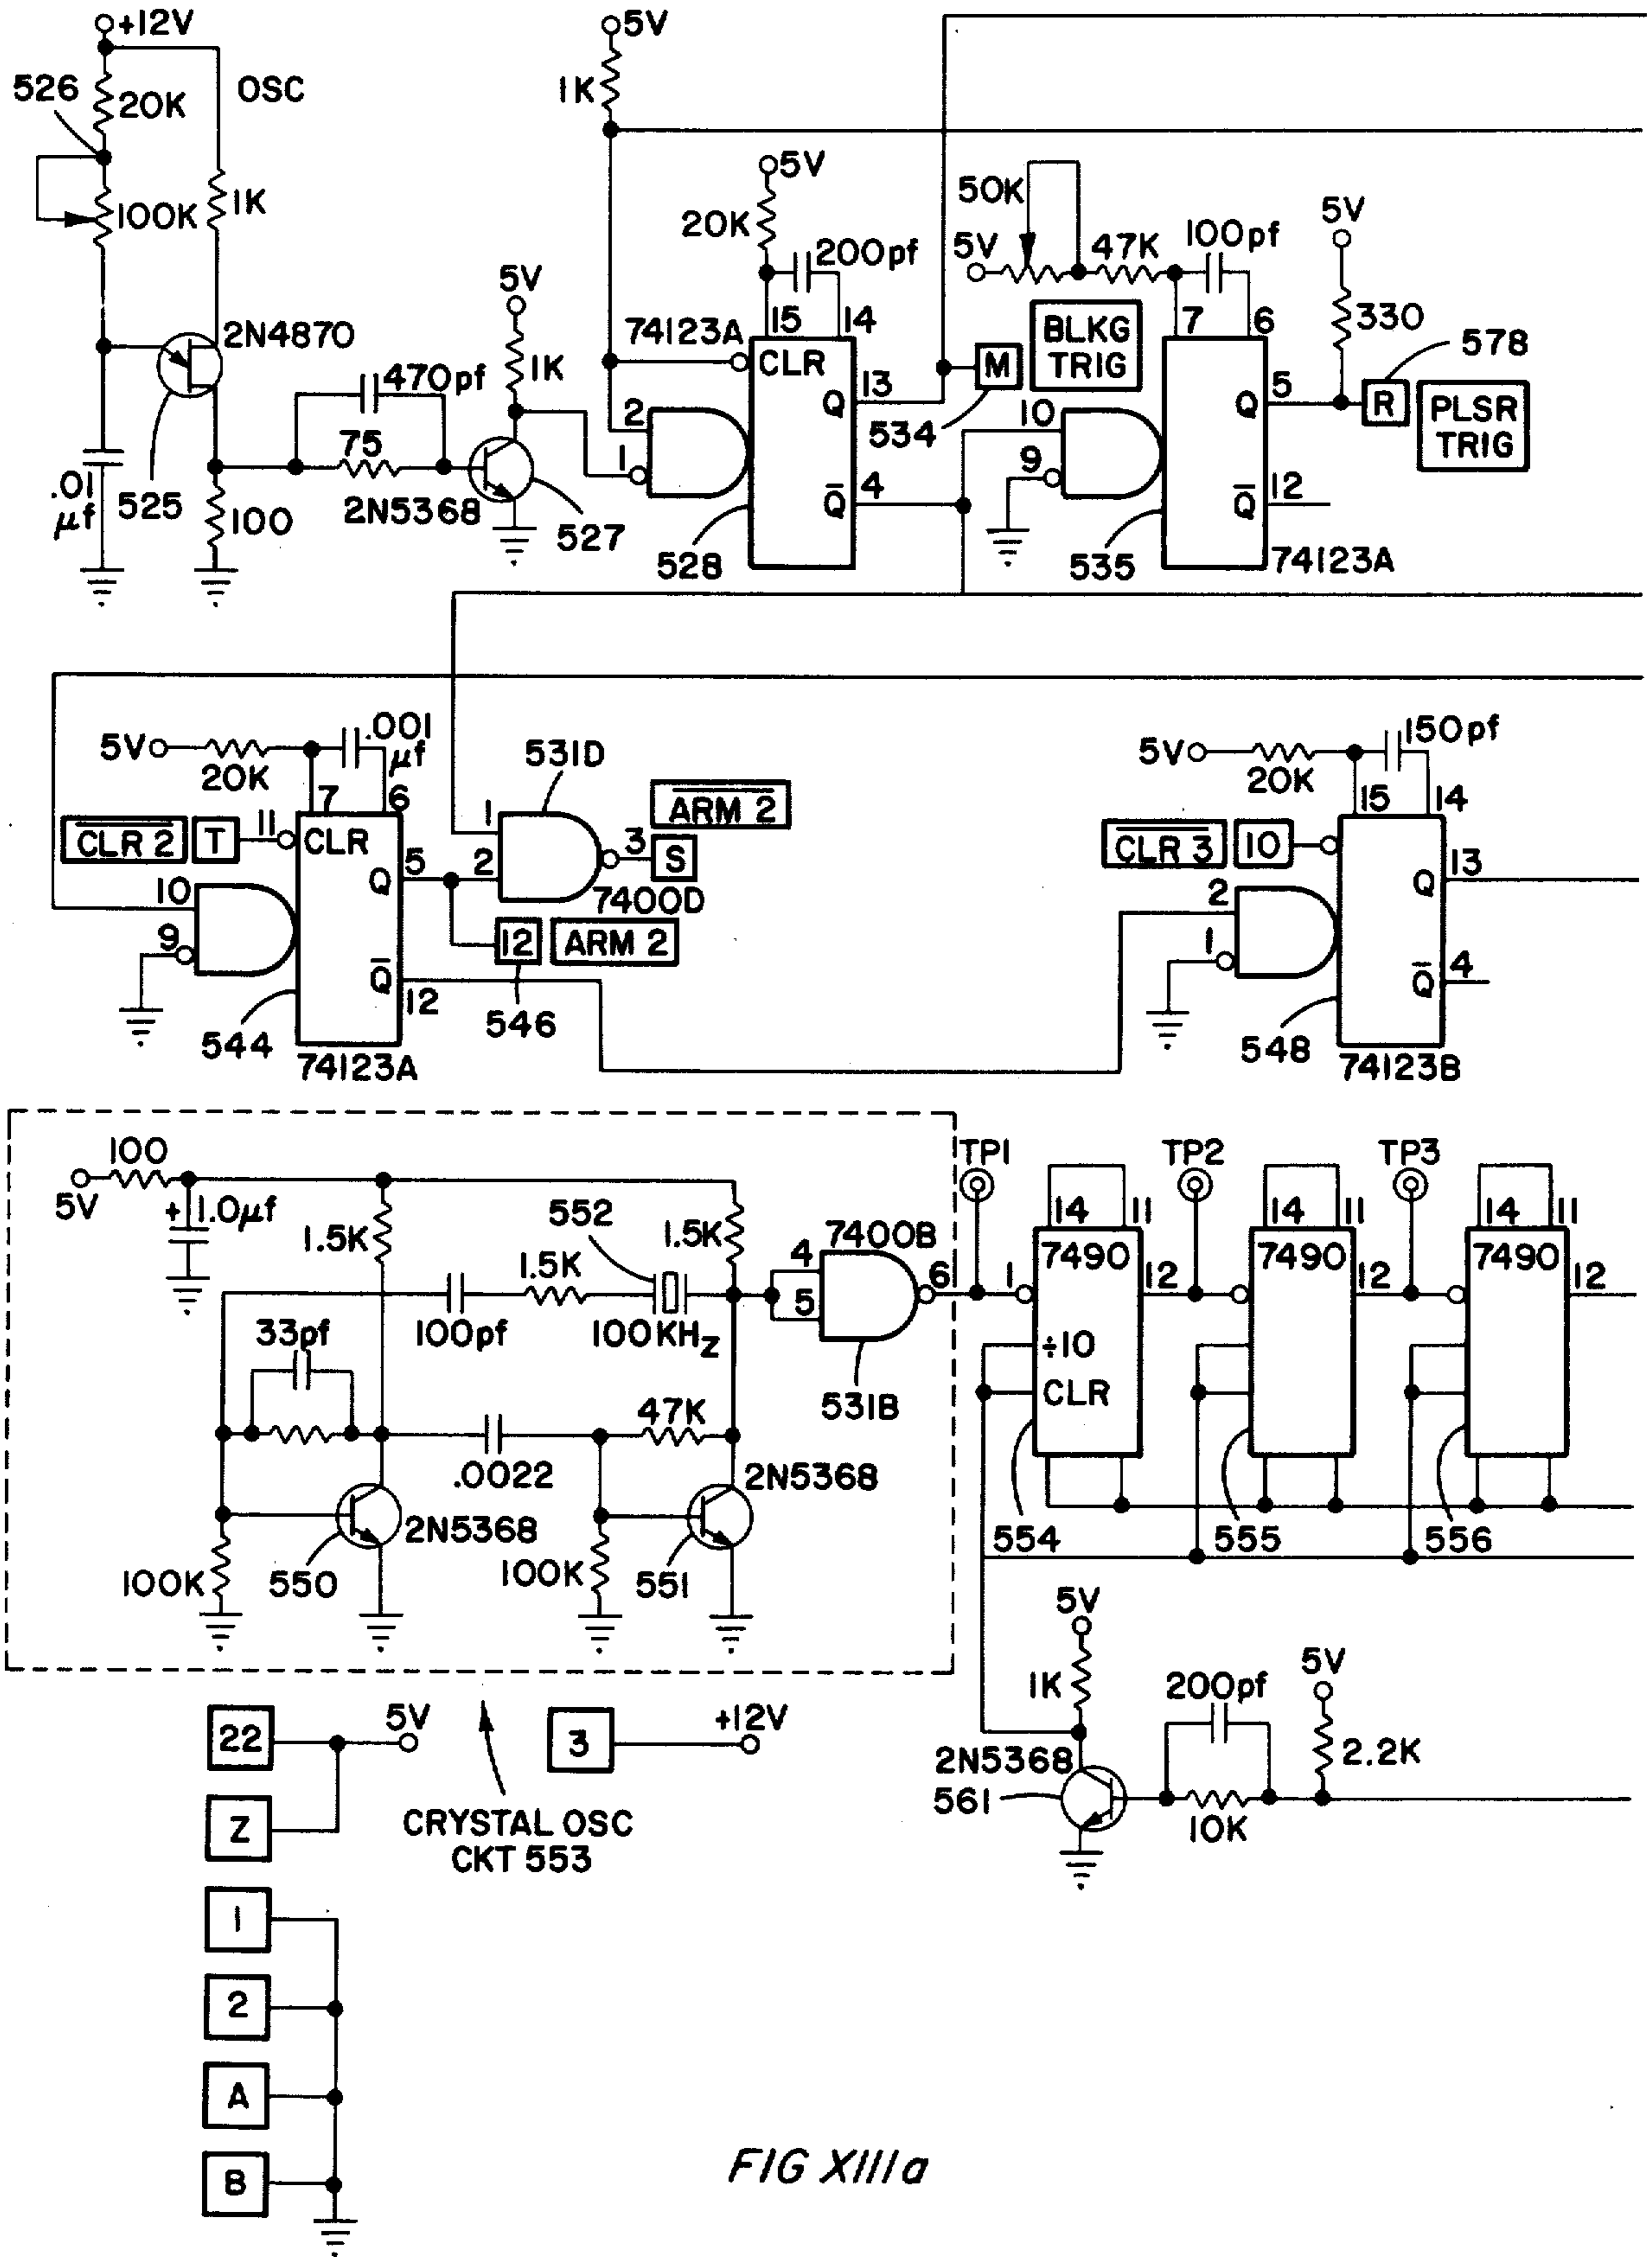 +12V
5V
526
20K
OSC
1K
100K
1K
5V
20K
200pf
50K
5V
47K
100pf
5V
330
578
2N4870
5V
74123A
15
14
CLR
BLKG
TRIG
M
7
6
470pf
1K
2
13
Q
534
10
Q
5
R
PLSR
TRIG
75
1
9
.01
μf
525
100
2N5368
527
Q̅
4
528
535
Q̅
12
74123A
5V
20K
.001
μf
531D
5V
20K
150pf
7
6
1
A̅R̅M̅ ̅2̅
15
14
C̅L̅R̅ ̅2̅
T
11
CLR
2
3
S
C̅L̅R̅ ̅3̅
10
10
Q
5
7400D
2
Q
13
9
12
ARM 2
1
Q̅
12
Q̅
4
544
546
548
74123A
74123B
100
5V
+
1.0μf
1.5K
552
1.5K
7400B
TP1
TP2
TP3
14
11
14
11
14
11
1.5K
4
5
6
1
7490
12
7490
12
7490
12
33pf
100pf
100KHz
÷10
CLR
531B
47K
.0022
2N5368
2N5368
554
555
556
100K
550
100K
551
5V
1K
200pf
5V
22
5V
3
+12V
2N5368
2.2K
561
10K
Z
CRYSTAL OSC
CKT 553
1
2
A
B
FIG XIIIa